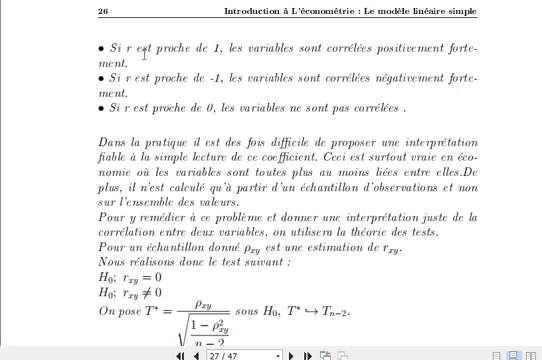 26 Introduction à L'économétrie : Le modèle linéaire simple
• Si r est proche de 1, les variables sont corrélées positivement forte-
ment.
• Si r est proche de -1, les variables sont corrélées négativement forte-
ment.
• Si r est proche de 0, les variables ne sont pas corrélées .
Dans la pratique il est des fois difficile de proposer une interprétation
fiable à la simple lecture de ce coefficient. Ceci est surtout vraie en éco-
nomie où les variables sont toutes plus au moins liées entre elles.De
plus, il n'est calculé qu'à partir d'un échantillon d'observations et non
sur l'ensemble des valeurs.
Pour y remédier à ce problème et donner une interprétation juste de la
corrélation entre deux variables, on utilisera la théorie des tests.
Pour un échantillon donné ρxy est une estimation de rxy.
Nous réalisons donc le test suivant :
H0; rxy = 0
H0; rxy ≠ 0
On pose T* = ρxy / √((1 − ρ²xy) / (n − 2)) sous H0, T* ↪ Tn−2.
27 / 47